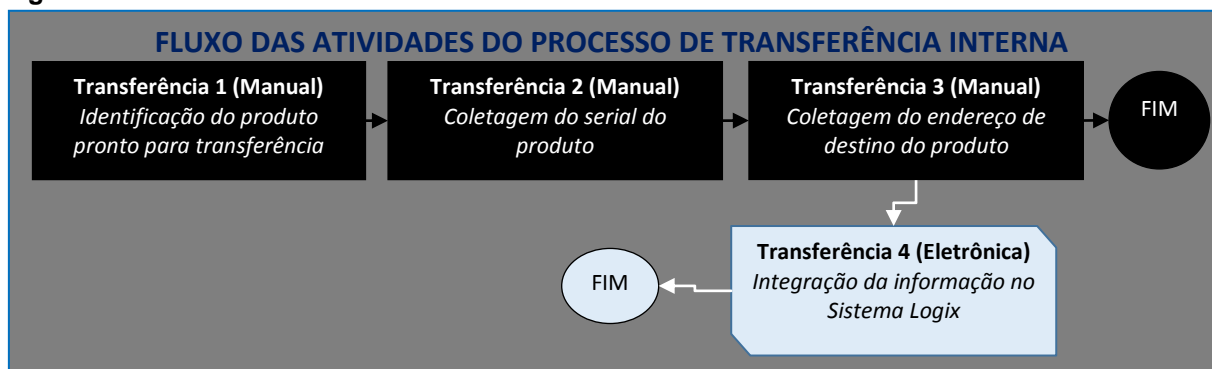 FLUXO DAS ATIVIDADES DO PROCESSO DE TRANSFERÊNCIA INTERNA
Transferência 1 (Manual)
Identificação do produto
pronto para transferência
Transferência 2 (Manual)
Coletagem do serial do
produto
Transferência 3 (Manual)
Coletagem do endereço de
destino do produto
FIM
Transferência 4 (Eletrônica)
Integração da informação no
Sistema Logix
FIM